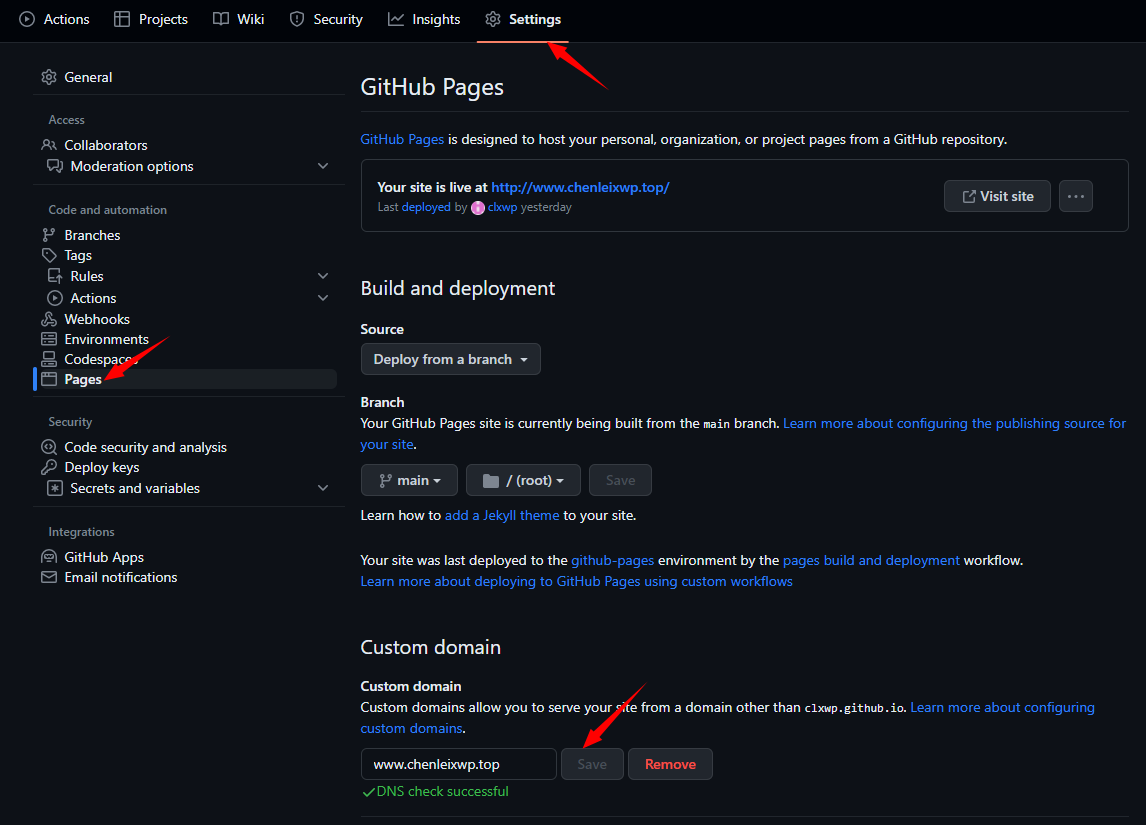 Actions Projects Wiki Security Insights Settings
General
Access
Collaborators
Moderation options
Code and automation
Branches
Tags
Rules
Actions
Webhooks
Environments
Codespaces
Pages
Security
Code security and analysis
Deploy keys
Secrets and variables
Integrations
GitHub Apps
Email notifications
GitHub Pages
GitHub Pages is designed to host your personal, organization, or project pages from a GitHub repository.
Your site is live at http://www.chenleixwp.top/
Last deployed by clxwp yesterday
Visit site
Build and deployment
Source
Deploy from a branch
Branch
Your GitHub Pages site is currently being built from the main branch. Learn more about configuring the publishing source for
your site.
main / (root) Save
Learn how to add a Jekyll theme to your site.
Your site was last deployed to the github-pages environment by the pages build and deployment workflow.
Learn more about deploying to GitHub Pages using custom workflows
Custom domain
Custom domain
Custom domains allow you to serve your site from a domain other than clxwp.github.io. Learn more about configuring
custom domains.
www.chenleixwp.top Save Remove
DNS check successful